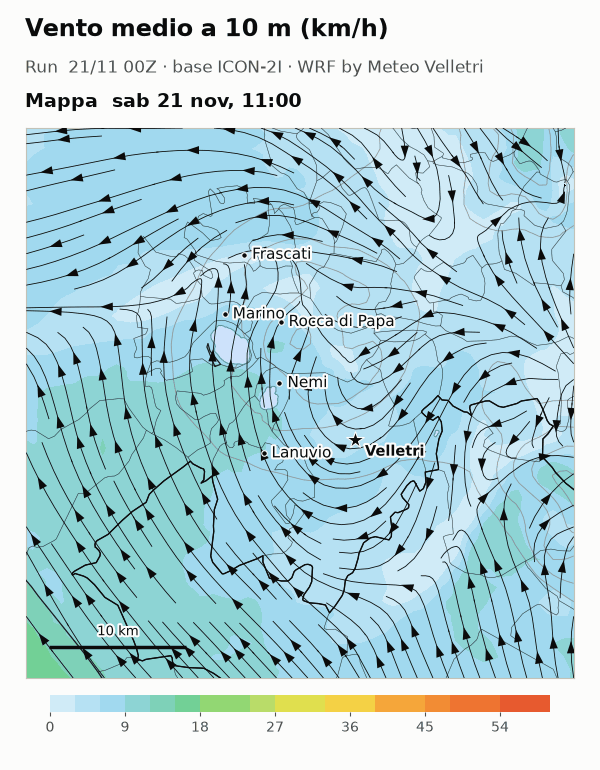 Vento medio a 10 m (km/h)
Run  21/11 00Z · base ICON-2I · WRF by Meteo Velletri
Mappa  sab 21 nov, 11:00
Frascati
Marino
Rocca di Papa
Nemi
Lanuvio
Velletri
10 km
0 9 18 27 36 45 54